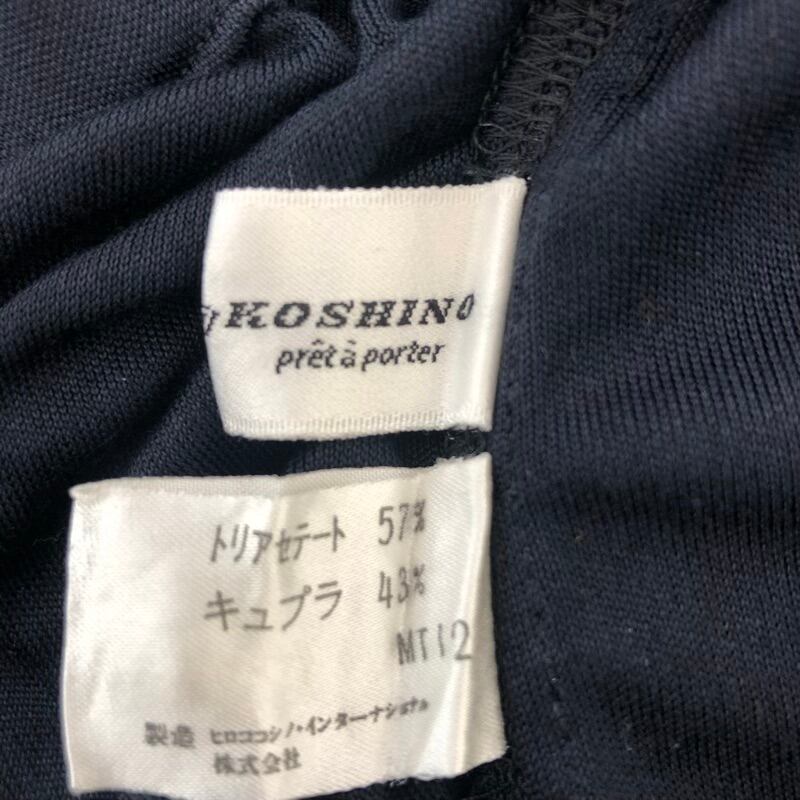 KOSHINO
prêt à porter
トリアセテート 57%
キュプラ 43%
MT12
製造 ヒロココシノ・インターナショナル
株式会社